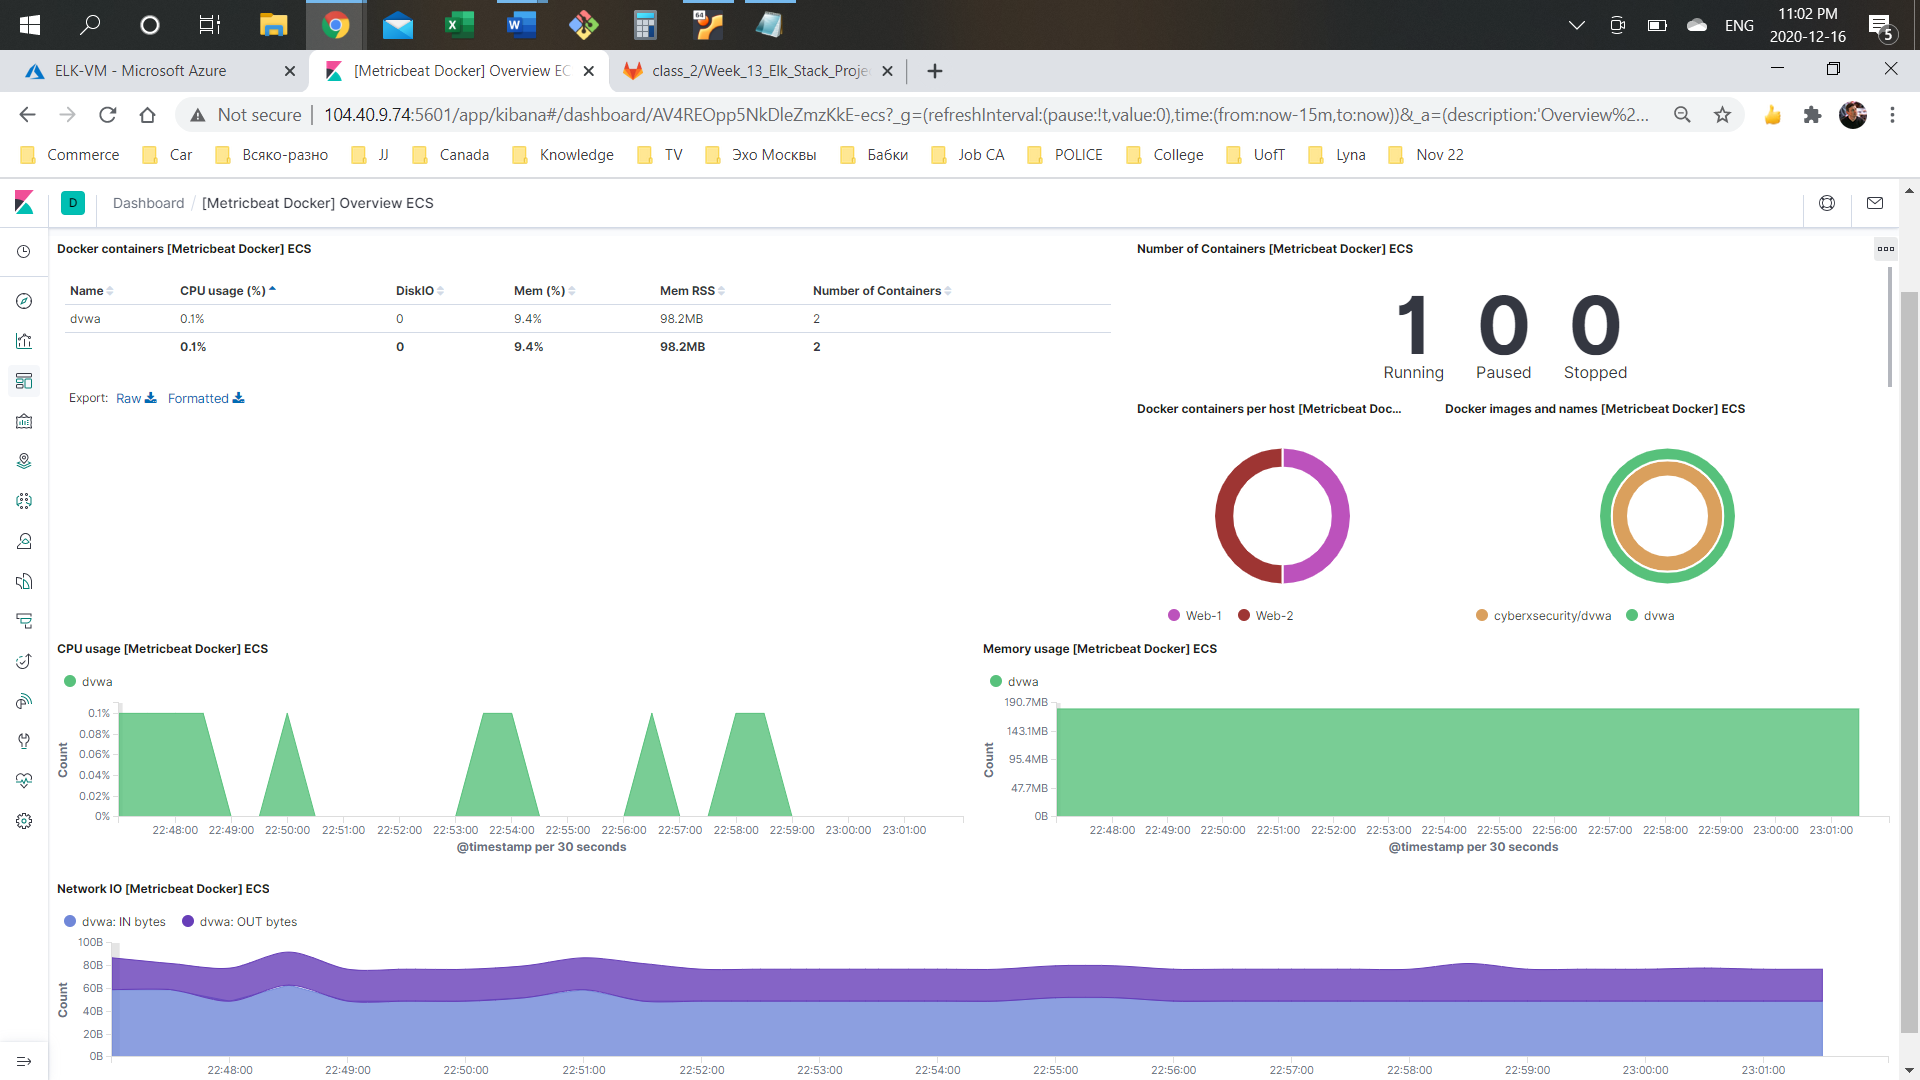 ENG
11:02 PM
2020-12-16
5
64
ELK-VM - Microsoft Azure
[Metricbeat Docker] Overview EC
class_2/Week_13_Elk_Stack_Proje
Not secure
104.40.9.74:5601/app/kibana#/dashboard/AV4REOpp5NkDleZmzKkE-ecs?_g=(refreshInterval:(pause:!t,value:0),time:(from:now-15m,to:now))&_a=(description:'Overview%2...
Commerce Car Всяко-разно JJ Canada Knowledge TV Эхо Москвы Бабки Job CA POLICE College UofT Lyna Nov 22
D Dashboard / [Metricbeat Docker] Overview ECS
Docker containers [Metricbeat Docker] ECS
Name CPU usage (%) DiskIO Mem (%) Mem RSS Number of Containers
dvwa 0.1% 0 9.4% 98.2MB 2
0.1% 0 9.4% 98.2MB 2
Export: Raw Formatted
Number of Containers [Metricbeat Docker] ECS
1 0 0
Running Paused Stopped
Docker containers per host [Metricbeat Doc...
Web-1 Web-2
Docker images and names [Metricbeat Docker] ECS
cyberxsecurity/dvwa dvwa
CPU usage [Metricbeat Docker] ECS
dvwa
0.1%
0.08%
0.06%
0.04%
0.02%
0%
Count
22:48:00 22:49:00 22:50:00 22:51:00 22:52:00 22:53:00 22:54:00 22:55:00 22:56:00 22:57:00 22:58:00 22:59:00 23:00:00 23:01:00
@timestamp per 30 seconds
Memory usage [Metricbeat Docker] ECS
dvwa
190.7MB
143.1MB
95.4MB
47.7MB
0B
Count
22:48:00 22:49:00 22:50:00 22:51:00 22:52:00 22:53:00 22:54:00 22:55:00 22:56:00 22:57:00 22:58:00 22:59:00 23:00:00 23:01:00
@timestamp per 30 seconds
Network IO [Metricbeat Docker] ECS
dvwa: IN bytes dvwa: OUT bytes
100B
80B
60B
40B
20B
0B
Count
22:48:00 22:49:00 22:50:00 22:51:00 22:52:00 22:53:00 22:54:00 22:55:00 22:56:00 22:57:00 22:58:00 22:59:00 23:00:00 23:01:00